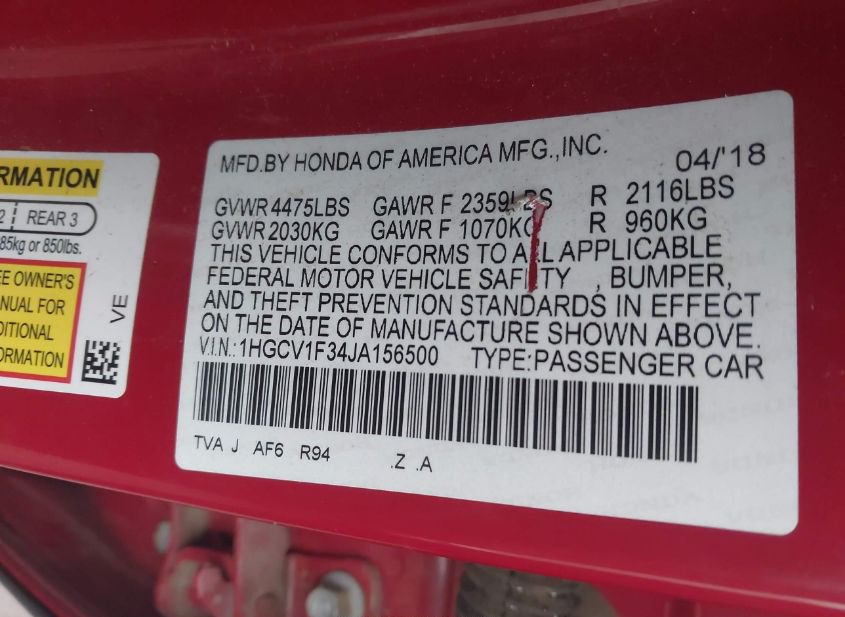 RMATION
2 REAR 3
85kg or 850lbs.
EE OWNER'S
ANUAL FOR
DITIONAL
ORMATION
VE
MFD.BY HONDA OF AMERICA MFG.,INC. 04/'18
GVWR 4475LBS GAWR F 2359LBS R 2116LBS
GVWR 2030KG GAWR F 1070KG R 960KG
THIS VEHICLE CONFORMS TO ALL APPLICABLE
FEDERAL MOTOR VEHICLE SAFETY , BUMPER,
AND THEFT PREVENTION STANDARDS IN EFFECT
ON THE DATE OF MANUFACTURE SHOWN ABOVE.
V.I.N.:1HGCV1F34JA156500 TYPE:PASSENGER CAR
TVA J AF6 R94 .Z .A